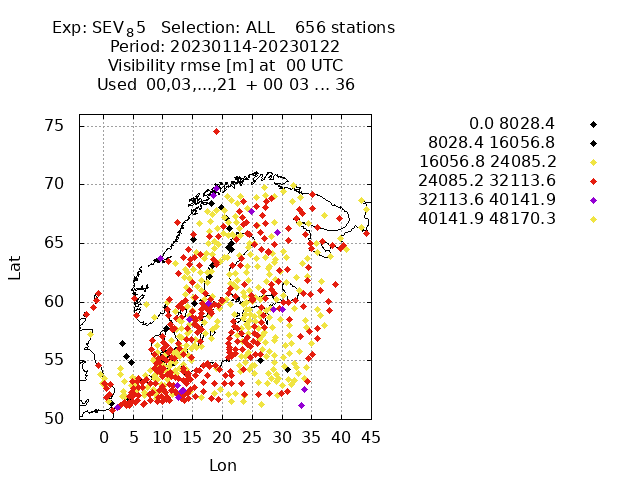 Exp: SEV₈5 Selection: ALL 656 stations
Period: 20230114-20230122
Visibility rmse [m] at 00 UTC
Used 00,03,...,21 + 00 03 ... 36
0.0 8028.4
8028.4 16056.8
16056.8 24085.2
24085.2 32113.6
32113.6 40141.9
40141.9 48170.3
75
70
65
60
55
50
Lat
0 5 10 15 20 25 30 35 40 45
Lon